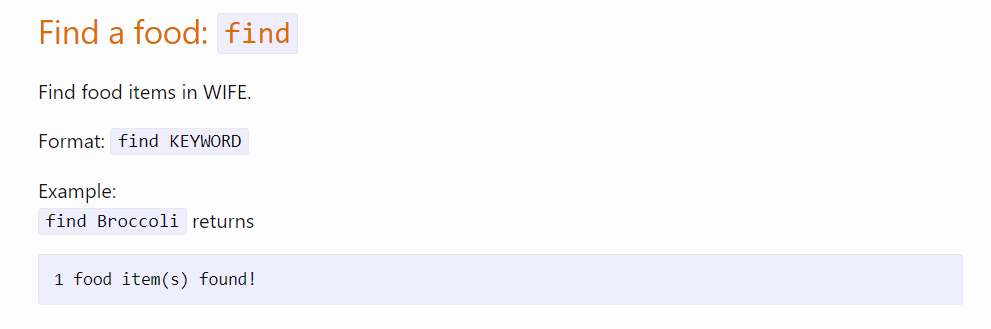 Find a food: find
Find food items in WIFE.
Format: find KEYWORD
Example:
find Broccoli returns
1 food item(s) found!